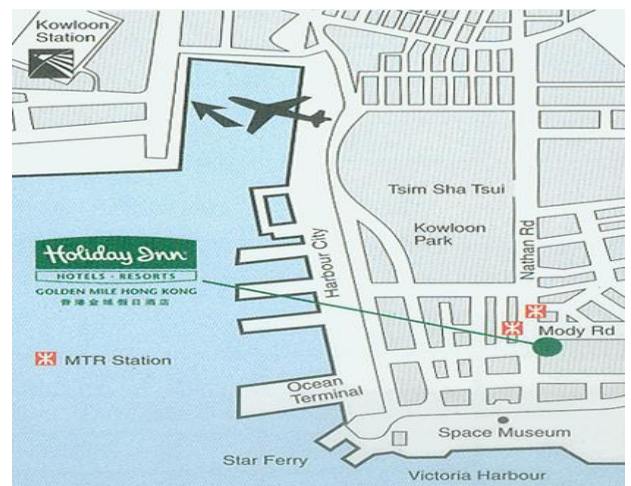 Kowloon
Station
Tsim Sha Tsui
Kowloon
Park
Nathan Rd
Harbour City
Holiday Inn
HOTELS · RESORTS
GOLDEN MILE HONG KONG
香港金域假日酒店
Mody Rd
MTR Station
Ocean
Terminal
Space Museum
Star Ferry
Victoria Harbour